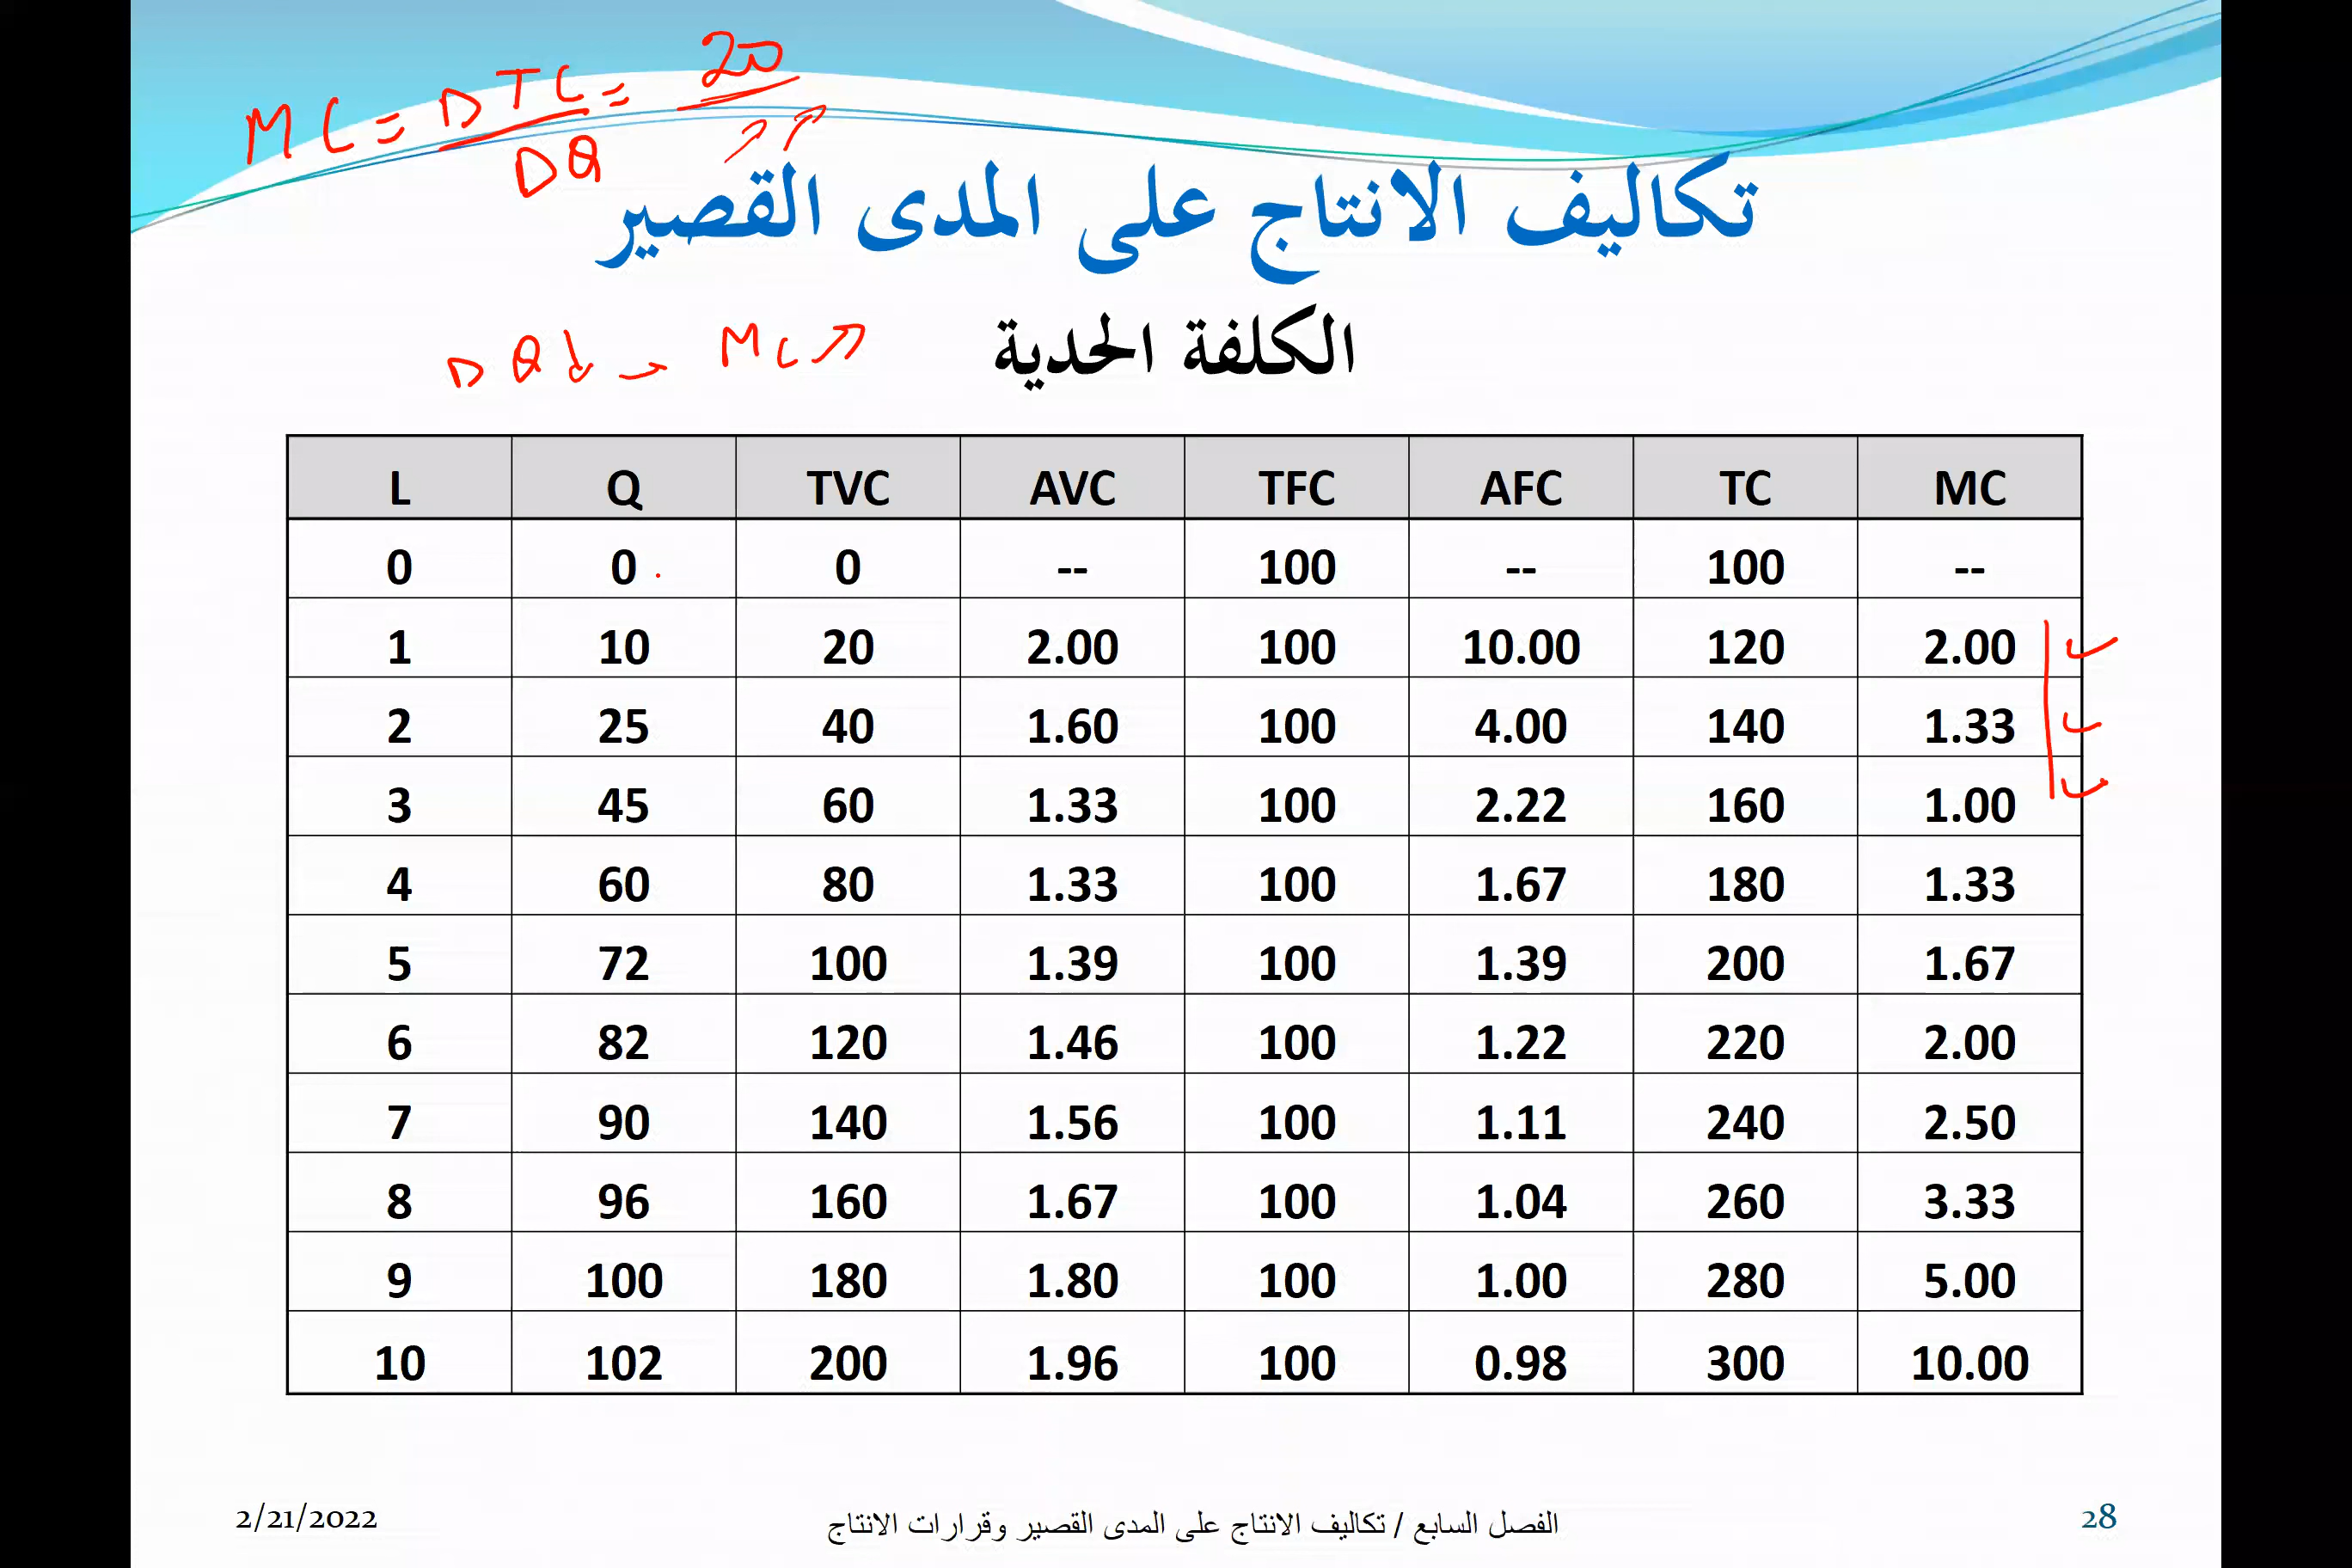 MC = DTC / DQ = 20 / ??
تكاليف الانتاج على المدى القصير
DQ ↓ → MC ↗ الكلفة الحدية
L Q TVC AVC TFC AFC TC MC
0 0 0 -- 100 -- 100 --
1 10 20 2.00 100 10.00 120 2.00
2 25 40 1.60 100 4.00 140 1.33
3 45 60 1.33 100 2.22 160 1.00
4 60 80 1.33 100 1.67 180 1.33
5 72 100 1.39 100 1.39 200 1.67
6 82 120 1.46 100 1.22 220 2.00
7 90 140 1.56 100 1.11 240 2.50
8 96 160 1.67 100 1.04 260 3.33
9 100 180 1.80 100 1.00 280 5.00
10 102 200 1.96 100 0.98 300 10.00
2/21/2022 الفصل السابع / تكاليف الانتاج على المدى القصير وقرارات الانتاج 28